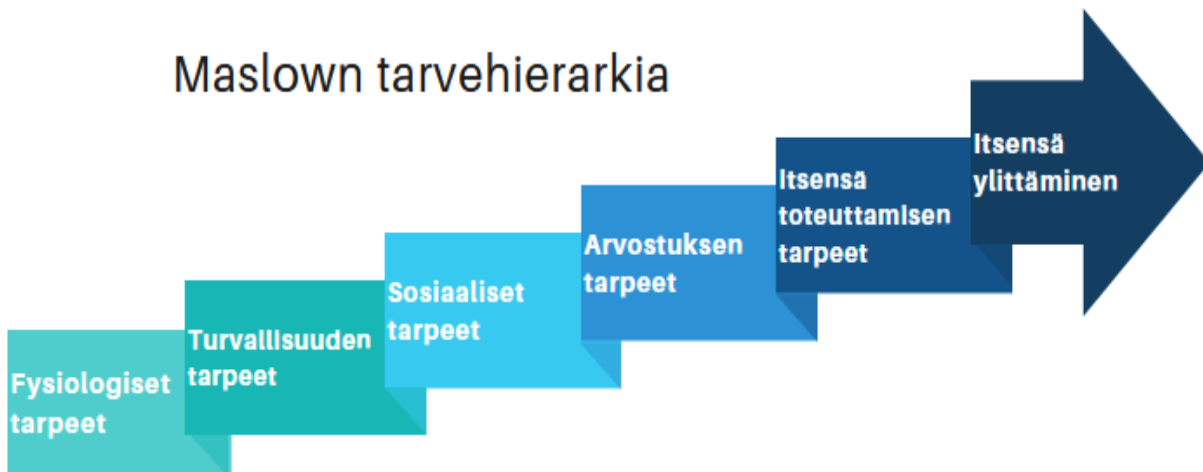 Maslown tarvehierarkia
Fysiologiset
tarpeet
Turvallisuuden
tarpeet
Sosiaaliset
tarpeet
Arvostuksen
tarpeet
Itsensä
toteuttamisen
tarpeet
Itsensä
ylittäminen